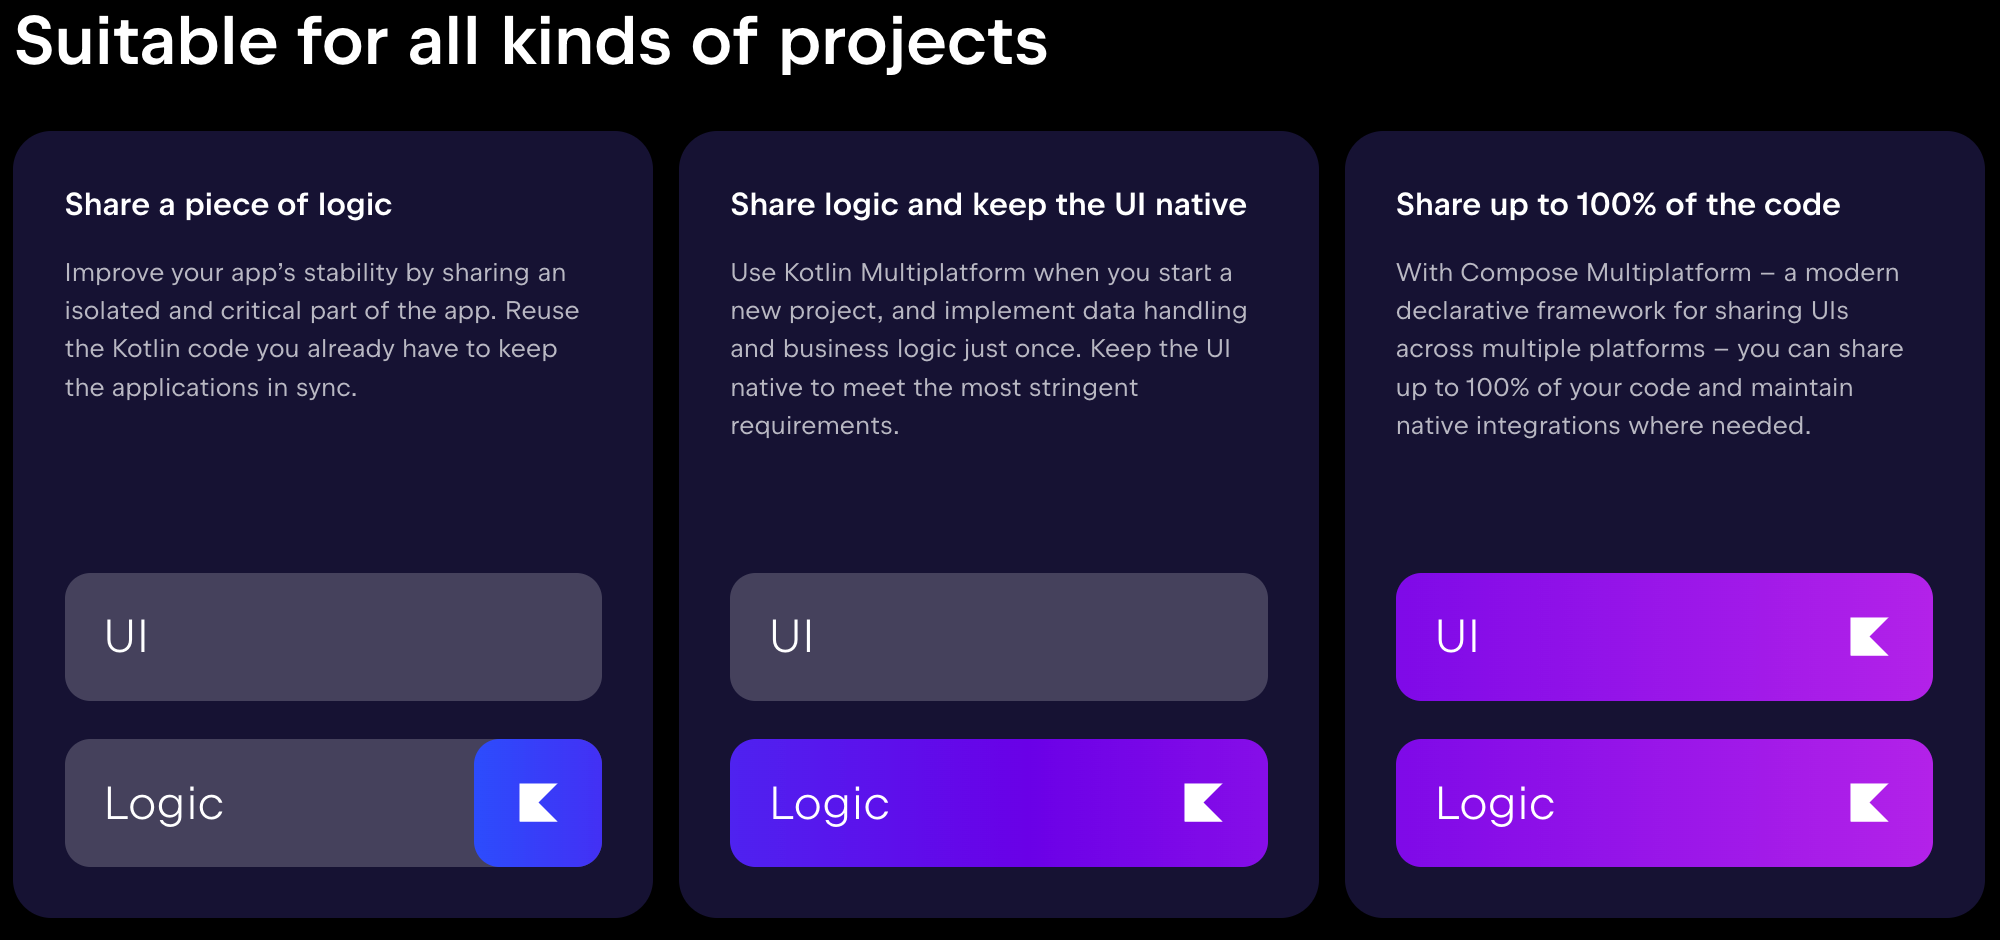 Suitable for all kinds of projects
Share a piece of logic
Improve your app’s stability by sharing an
isolated and critical part of the app. Reuse
the Kotlin code you already have to keep
the applications in sync.
UI
Logic
Share logic and keep the UI native
Use Kotlin Multiplatform when you start a
new project, and implement data handling
and business logic just once. Keep the UI
native to meet the most stringent
requirements.
UI
Logic
Share up to 100% of the code
With Compose Multiplatform – a modern
declarative framework for sharing UIs
across multiple platforms – you can share
up to 100% of your code and maintain
native integrations where needed.
UI
Logic